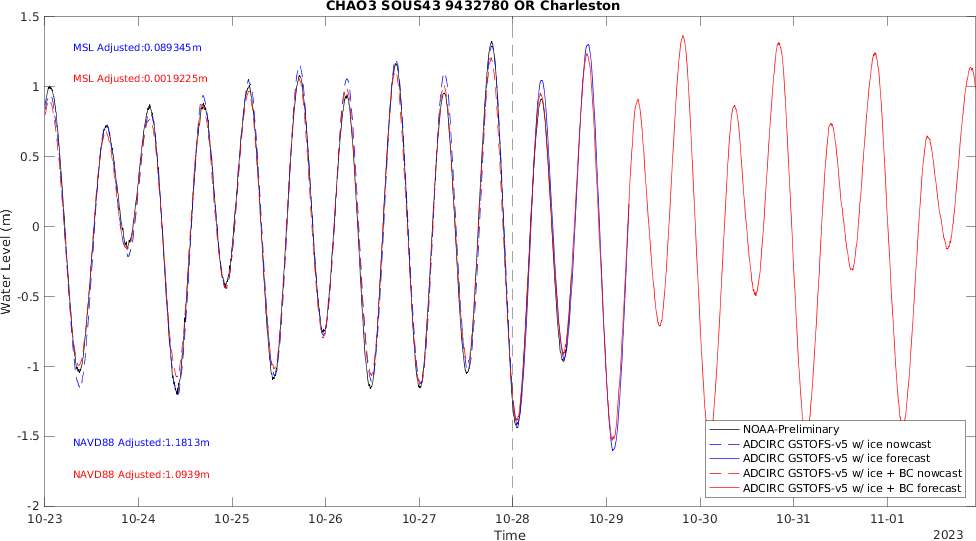 CHAO3 SOUS43 9432780 OR Charleston
1.5
MSL Adjusted:0.089345m
MSL Adjusted:0.0019225m
1
0.5
0
-0.5
-1
-1.5
-2
Water Level (m)
NAVD88 Adjusted:1.1813m
NAVD88 Adjusted:1.0939m
NOAA-Preliminary
ADCIRC GSTOFS-v5 w/ ice nowcast
ADCIRC GSTOFS-v5 w/ ice forecast
ADCIRC GSTOFS-v5 w/ ice + BC nowcast
ADCIRC GSTOFS-v5 w/ ice + BC forecast
10-23 10-24 10-25 10-26 10-27 10-28 10-29 10-30 10-31 11-01
Time
2023